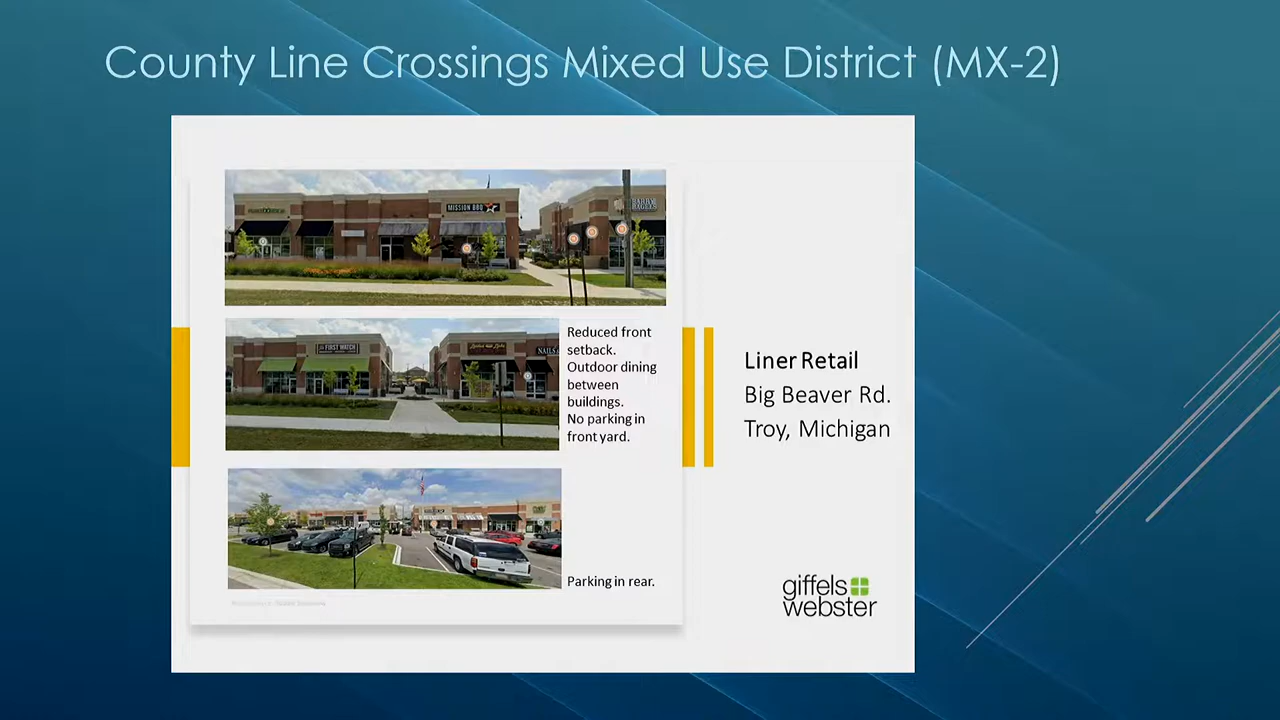 County Line Crossings Mixed Use District (MX-2)
MISSION BBQ
Reduced front
setback.
Outdoor dining
between
buildings.
No parking in
front yard.
FIRST WATCH
NAILS
Liner Retail
Big Beaver Rd.
Troy, Michigan
Parking in rear.
giffels
webster